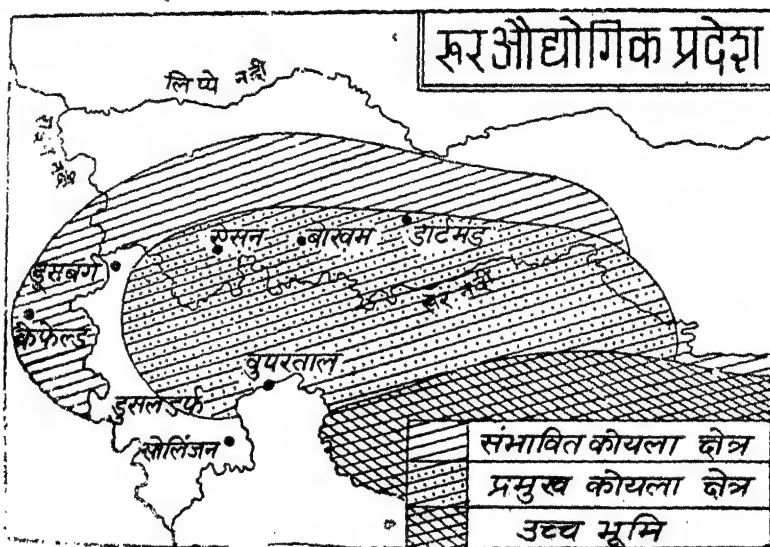 रूर औद्योगिक प्रदेश
लिप्पे नदी
एसन
बोखम
डार्टमंड
डुसबर्ग
रूर नदी
क्रेफेल्ड
वुपरताल
डुसलडर्फ
सोलिंजन
संभावित कोयला क्षेत्र
प्रमुख कोयला क्षेत्र
उच्च भूमि